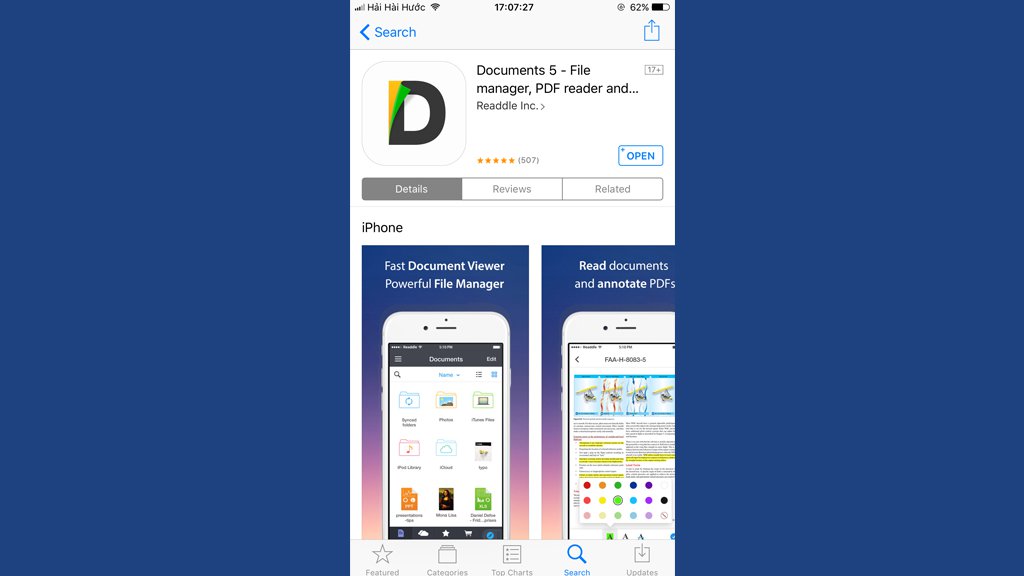 Hải Hài Hước
17:07:27
62%
Search
Documents 5 - File
manager, PDF reader and...
17+
Readdle Inc. >
(507)
OPEN
Details
Reviews
Related
iPhone
Fast Document Viewer
Powerful File Manager
Readdle
5:10 PM
Documents
Edit
Name
Synced
folders
Photos
iTunes Files
iPod Library
iCloud
typo
PPT
presentations
-tips
Mona Lisa
XLS
Daniel Defoe
- Frid...prises
Read documents
and annotate PDFs
Readdle
5:10 PM
FAA-H-8083-5
Featured
Categories
Top Charts
Search
Updates